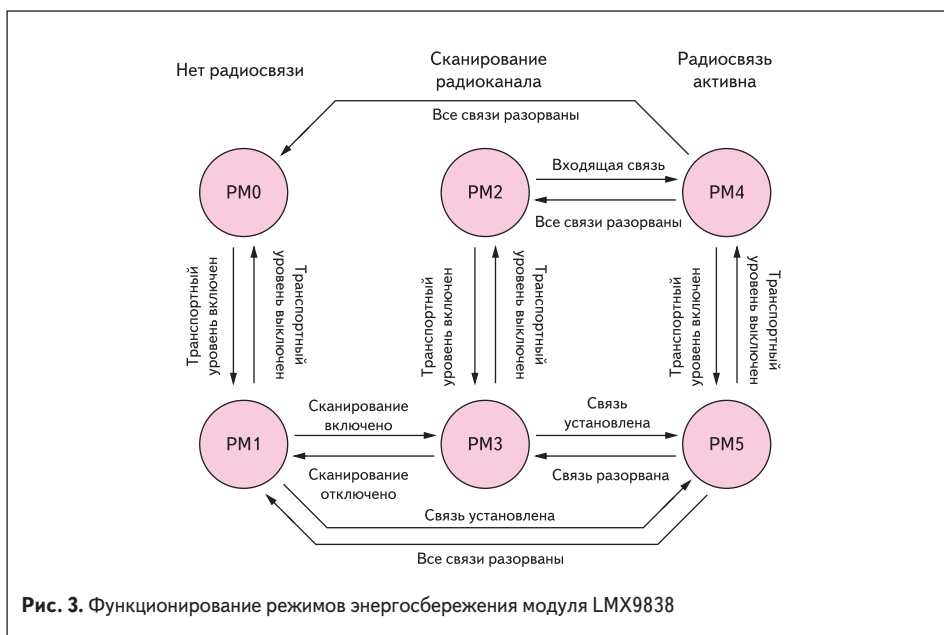 Нет радиосвязи
Сканирование
радиоканала
Радиосвязь
активна
Все связи разорваны
PM0
PM2
Входящая связь
Все связи разорваны
PM4
Транспортный
уровень включен
Транспортный
уровень выключен
Транспортный
уровень включен
Транспортный
уровень выключен
Транспортный
уровень включен
Транспортный
уровень выключен
PM1
Сканирование
включено
Сканирование
отключено
PM3
Связь
установлена
Связь разорвана
PM5
Связь установлена
Все связи разорваны
Рис. 3. Функционирование режимов энергосбережения модуля LMX9838